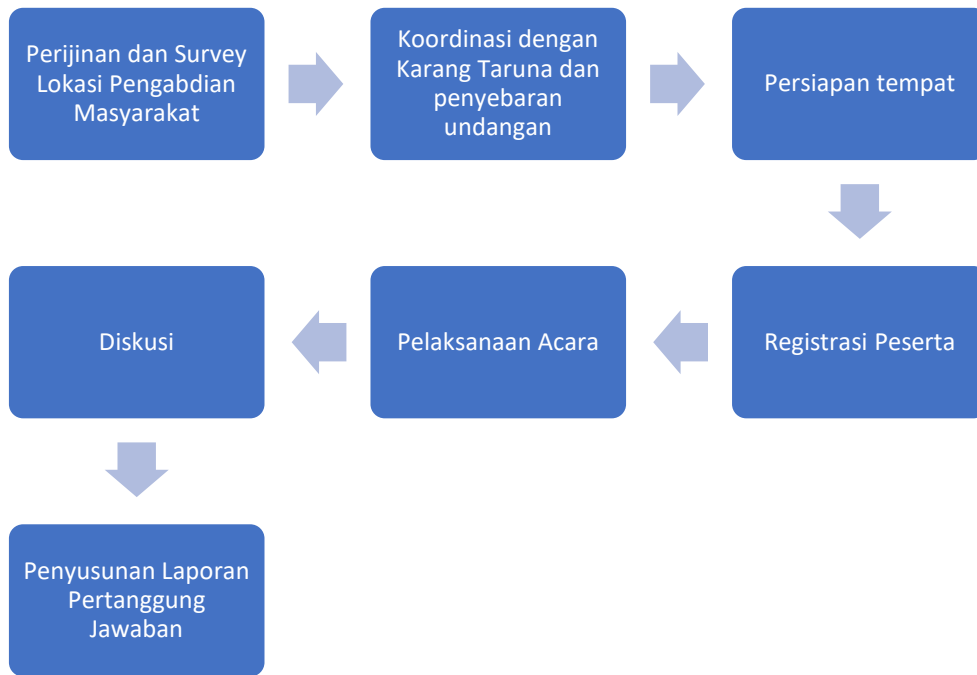 Perijinan dan Survey
Lokasi Pengabdian
Masyarakat
Koordinasi dengan
Karang Taruna dan
penyebaran
undangan
Persiapan tempat
Registrasi Peserta
Pelaksanaan Acara
Diskusi
Penyusunan Laporan
Pertanggung
Jawaban